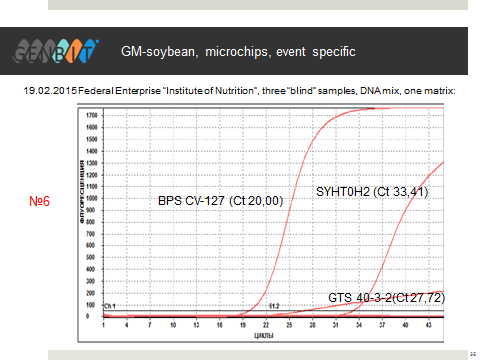 GENBIT
GM-soybean, microchips, event specific
19.02.2015 Federal Enterprise “Institute of Nutrition”, three “blind” samples, DNA mix, one matrix:
№6
ФЛУОРЕСЦЕНЦИЯ
1700
1600
1500
1400
1300
1200
1100
1000
900
800
700
600
500
400
300
200
100
0
BPS CV-127 (Ct 20,00)
SYHT0H2 (Ct 33,41)
GTS 40-3-2(Ct 27,72)
Ch 1
51.2
1 4 7 10 13 16 19 22 25 28 31 34 37 40 43
ЦИКЛЫ